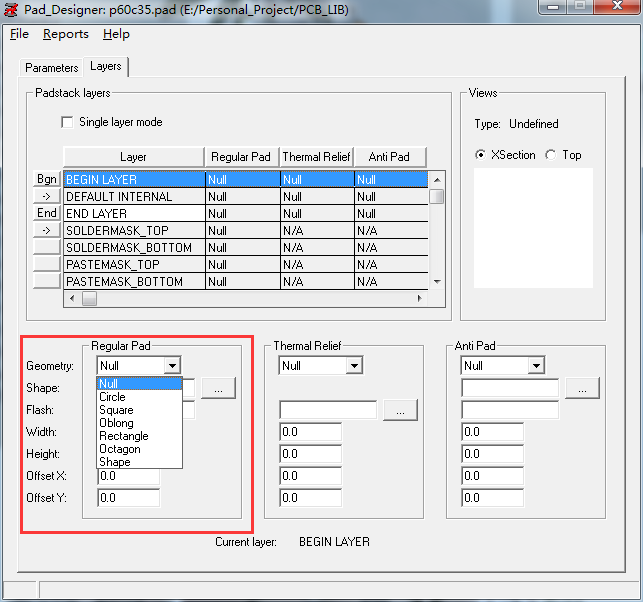 Pad_Designer: p60c35.pad (E:/Personal_Project/PCB_LIB)
File Reports Help
Parameters Layers
Padstack layers
Single layer mode
Layer Regular Pad Thermal Relief Anti Pad
Bgn BEGIN LAYER Null Null Null
-> DEFAULT INTERNAL Null Null Null
End END LAYER Null Null Null
-> SOLDERMASK_TOP Null N/A N/A
SOLDERMASK_BOTTOM Null N/A N/A
PASTEMASK_TOP Null N/A N/A
PASTEMASK_BOTTOM Null N/A N/A
Views
Type: Undefined
XSection Top
Regular Pad Thermal Relief Anti Pad
Geometry: Null Null Null
Shape: ... ...
Flash: ...
Width: 0.0 0.0
Height: 0.0 0.0
Offset X: 0.0 0.0 0.0
Offset Y: 0.0 0.0 0.0
Null
Circle
Square
Oblong
Rectangle
Octagon
Shape
Current layer: BEGIN LAYER